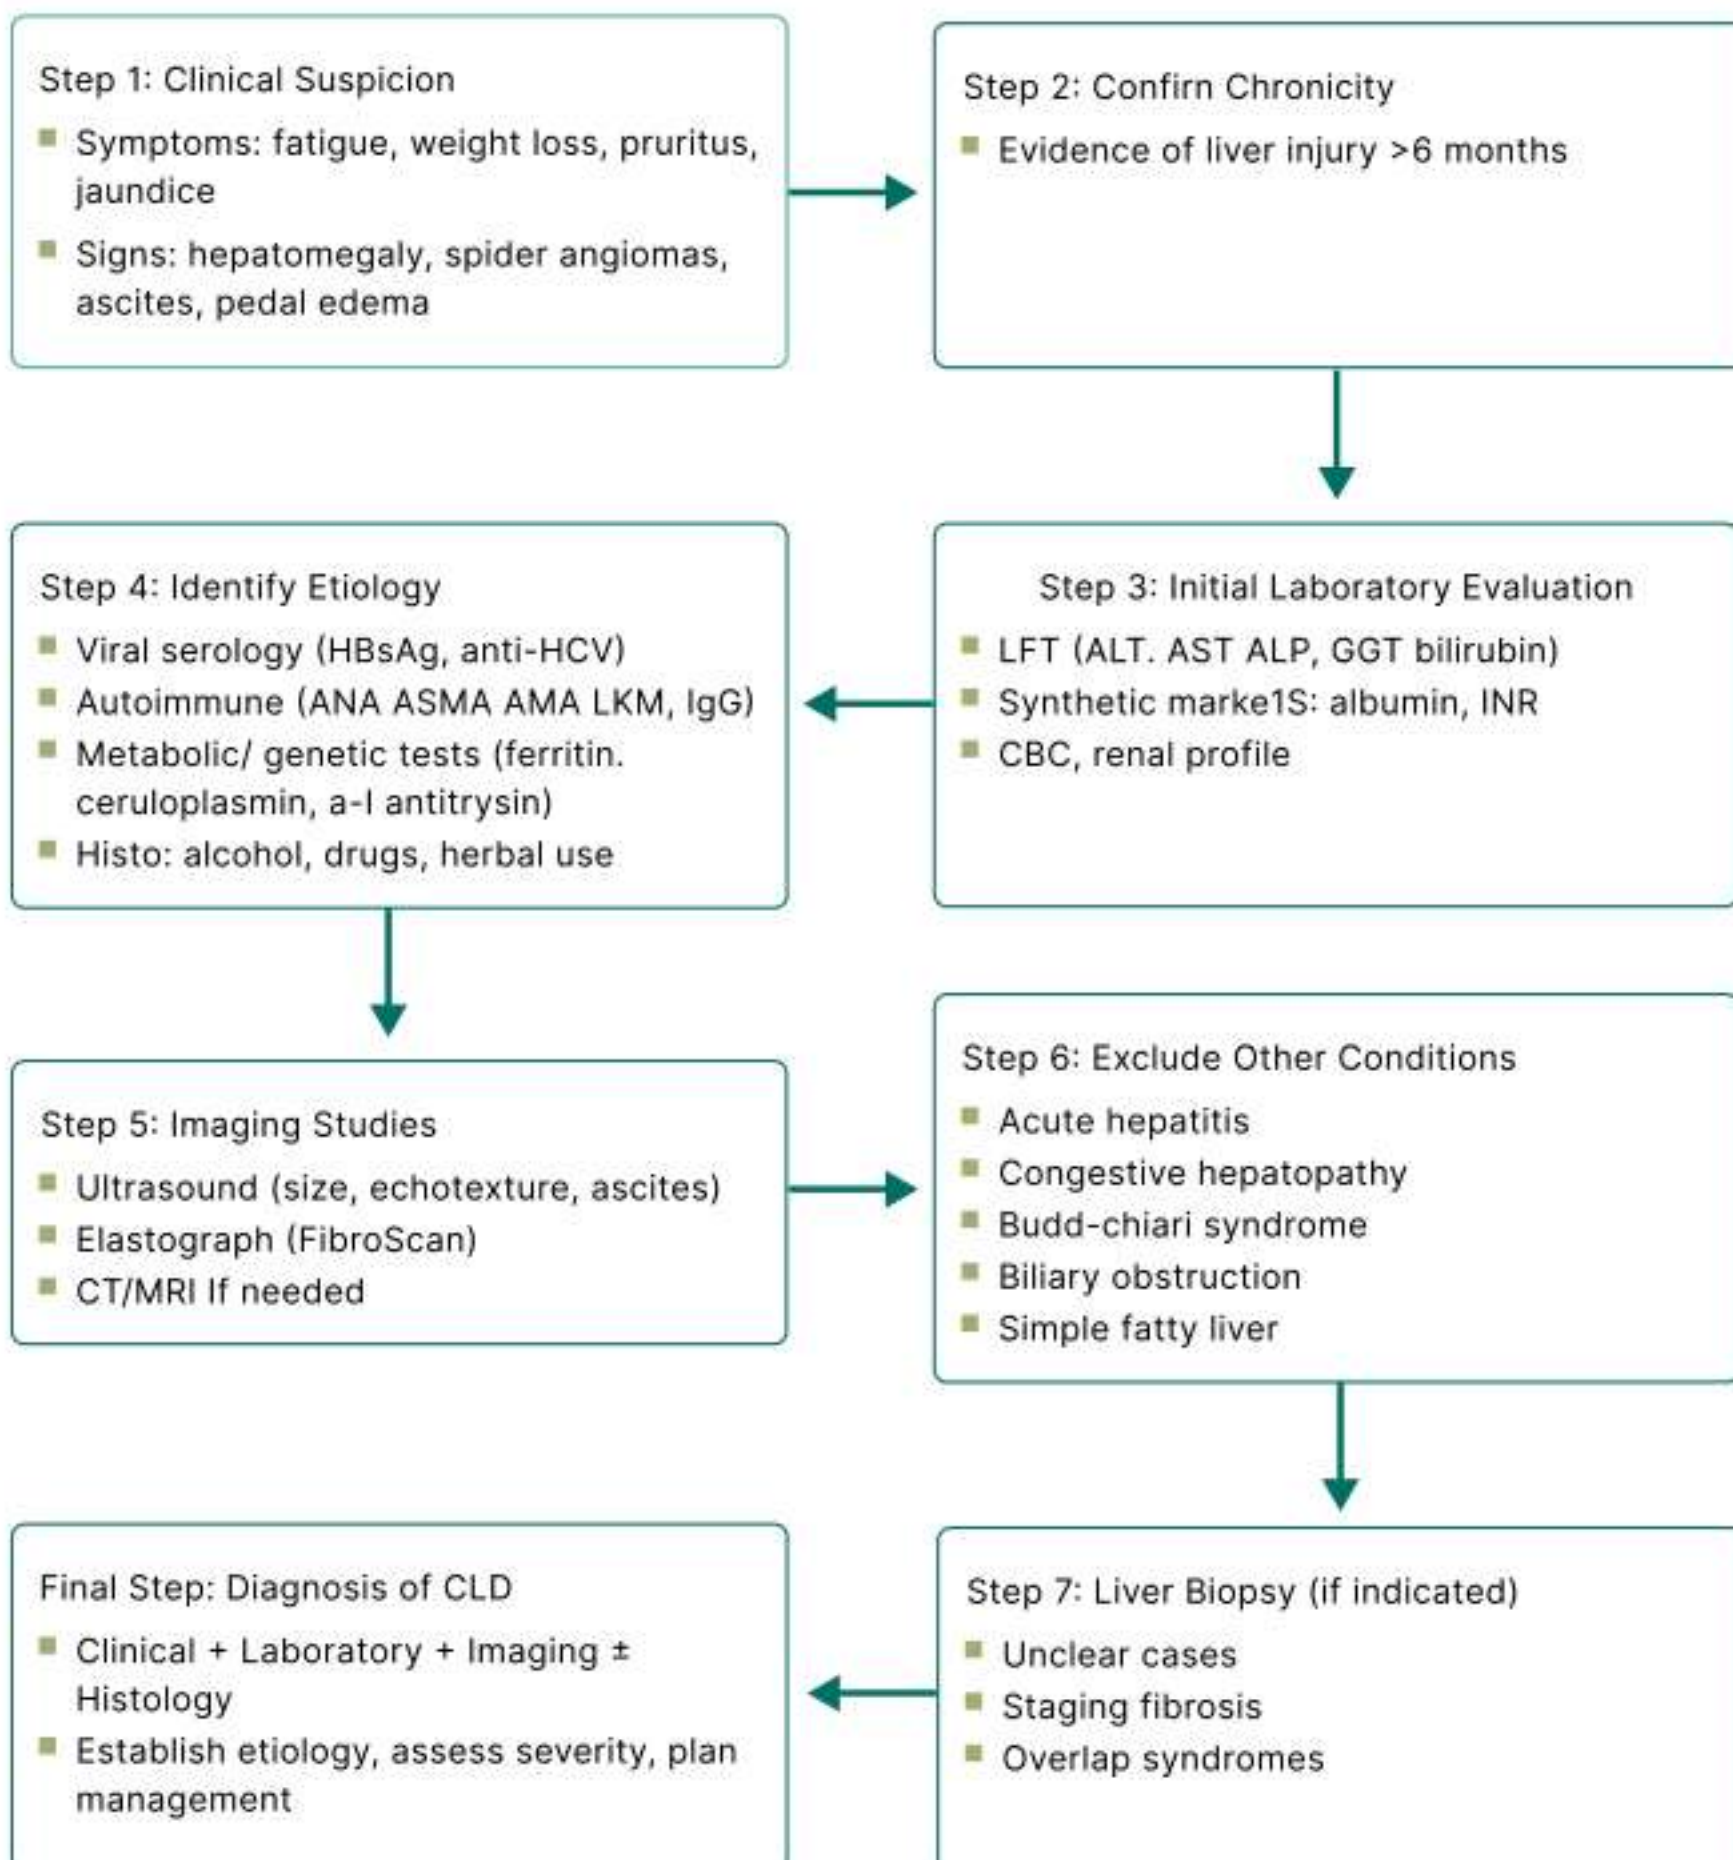 Step 1: Clinical Suspicion
Symptoms: fatigue, weight loss, pruritus,
jaundice
Signs: hepatomegaly, spider angiomas,
ascites, pedal edema
Step 2: Confirn Chronicity
Evidence of liver injury >6 months
Step 3: Initial Laboratory Evaluation
LFT (ALT. AST ALP, GGT bilirubin)
Synthetic marke1S: albumin, INR
CBC, renal profile
Step 4: Identify Etiology
Viral serology (HBsAg, anti-HCV)
Autoimmune (ANA ASMA AMA LKM, IgG)
Metabolic/ genetic tests (ferritin.
ceruloplasmin, a-l antitrysin)
Histo: alcohol, drugs, herbal use
Step 5: Imaging Studies
Ultrasound (size, echotexture, ascites)
Elastograph (FibroScan)
CT/MRI If needed
Step 6: Exclude Other Conditions
Acute hepatitis
Congestive hepatopathy
Budd-chiari syndrome
Biliary obstruction
Simple fatty liver
Step 7: Liver Biopsy (if indicated)
Unclear cases
Staging fibrosis
Overlap syndromes
Final Step: Diagnosis of CLD
Clinical + Laboratory + Imaging ±
Histology
Establish etiology, assess severity, plan
management